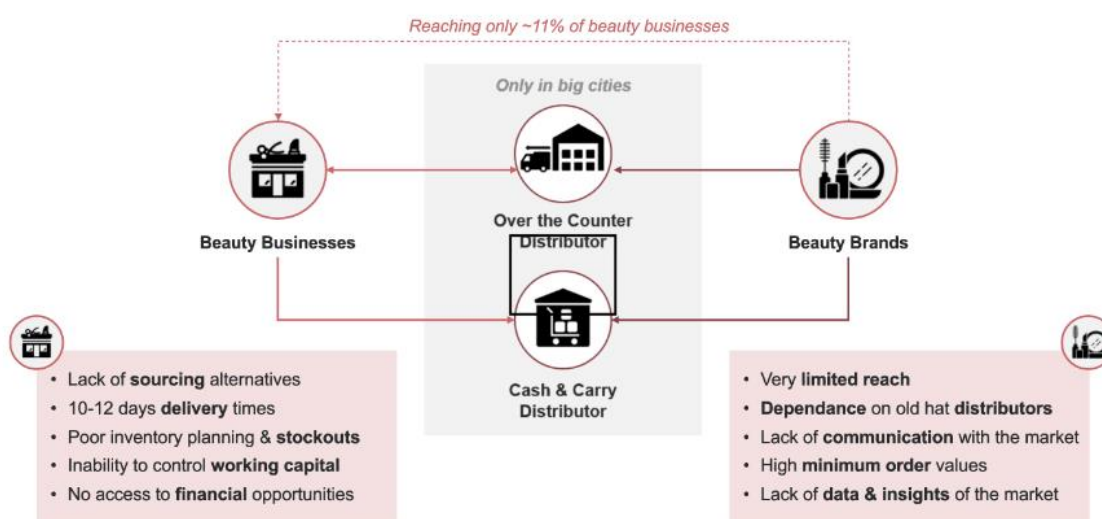 Reaching only ~11% of beauty businesses
Only in big cities
Beauty Businesses
Over the Counter
Distributor
Beauty Brands
Cash & Carry
Distributor
• Lack of sourcing alternatives
• 10-12 days delivery times
• Poor inventory planning & stockouts
• Inability to control working capital
• No access to financial opportunities
• Very limited reach
• Dependance on old hat distributors
• Lack of communication with the market
• High minimum order values
• Lack of data & insights of the market